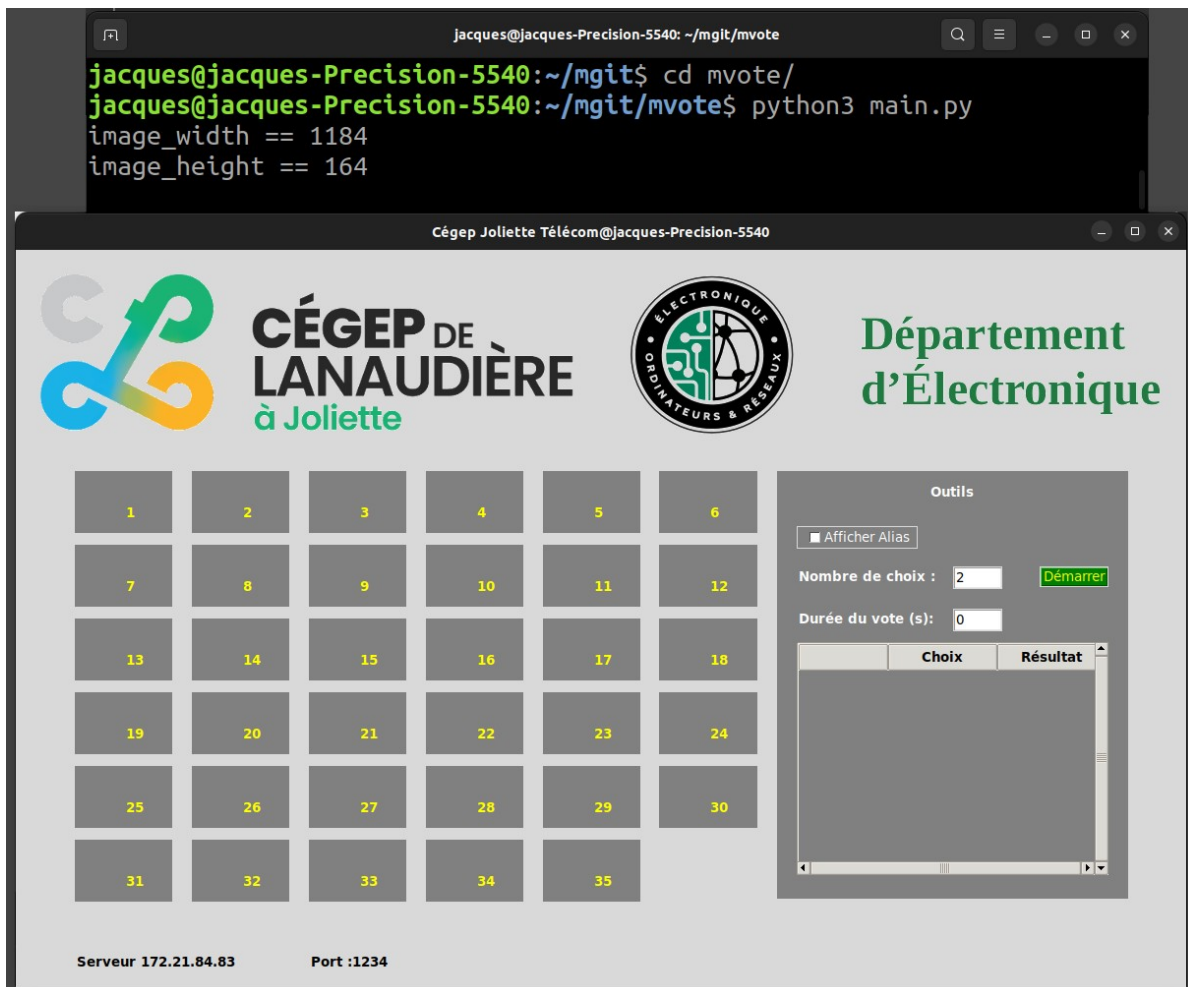 jacques@jacques-Precision-5540: ~/mgit/mvote
jacques@jacques-Precision-5540:~/mgit$ cd mvote/
jacques@jacques-Precision-5540:~/mgit/mvote$ python3 main.py
image_width == 1184
image_height == 164
Cégep Joliette Télécom@jacques-Precision-5540
CÉGEP DE
LANAUDIÈRE
à Joliette
ÉLECTRONIQUE
ORDINATEURS & RÉSEAUX
Département
d’Électronique
1 2 3 4 5 6
7 8 9 10 11 12
13 14 15 16 17 18
19 20 21 22 23 24
25 26 27 28 29 30
31 32 33 34 35
Outils
Afficher Alias
Nombre de choix : 2 Démarrer
Durée du vote (s): 0
Choix Résultat
Serveur 172.21.84.83 Port :1234